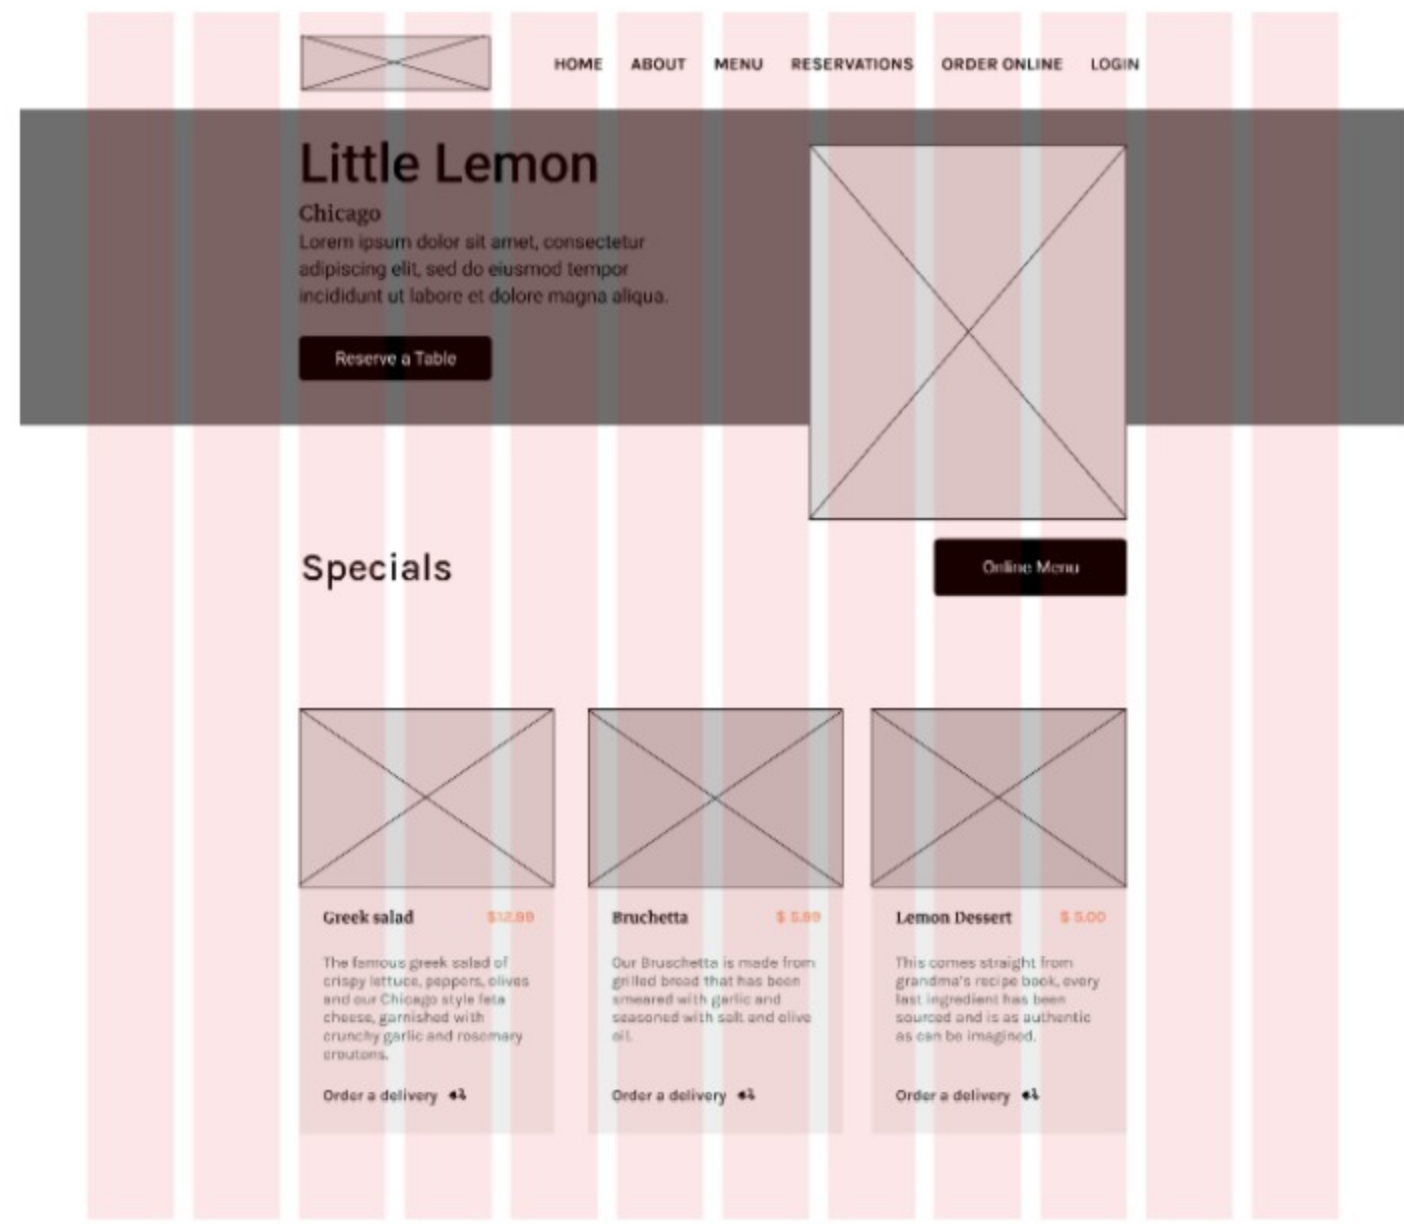 HOME ABOUT MENU RESERVATIONS ORDER ONLINE LOGIN
Little Lemon
Chicago
Lorem ipsum dolor sit amet, consectetur
adipiscing elit, sed do eiusmod tempor
incididunt ut labore et dolore magna aliqua.
Reserve a Table
Specials
Online Menu
Greek salad $12.99
The famous greek salad of
crispy lettuce, peppers, olives
and our Chicago style feta
cheese, garnished with
crunchy garlic and rosemary
croutons.
Order a delivery
Bruchetta $ 5.99
Our Bruschetta is made from
grilled bread that has been
smeared with garlic and
seasoned with salt and olive
oil.
Order a delivery
Lemon Dessert $ 5.00
This comes straight from
grandma's recipe book, every
last ingredient has been
sourced and is as authentic
as can be imagined.
Order a delivery